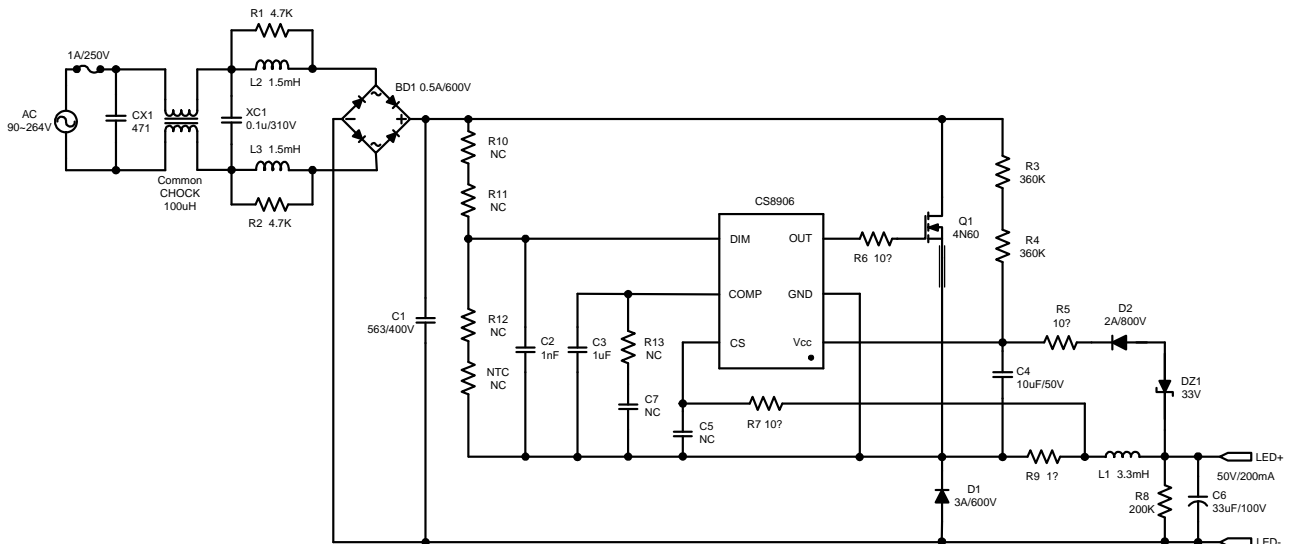 R1 4.7K
1A/250V
L2 1.5mH
BD1 0.5A/600V
AC
90~264V
CX1
471
XC1
0.1u/310V
L3 1.5mH
Common
CHOCK
100uH
R2 4.7K
R10
NC
R11
NC
R3
360K
CS8906
DIM
OUT
COMP
GND
CS
Vcc
R6 10?
Q1
4N60
R4
360K
C1
563/400V
R12
NC
NTC
NC
C2
1nF
C3
1uF
R13
NC
C7
NC
C5
NC
R7 10?
R5
10?
D2
2A/800V
C4
10uF/50V
DZ1
33V
R9 1?
L1 3.3mH
LED+
50V/200mA
D1
3A/600V
R8
200K
C6
33uF/100V
LED-